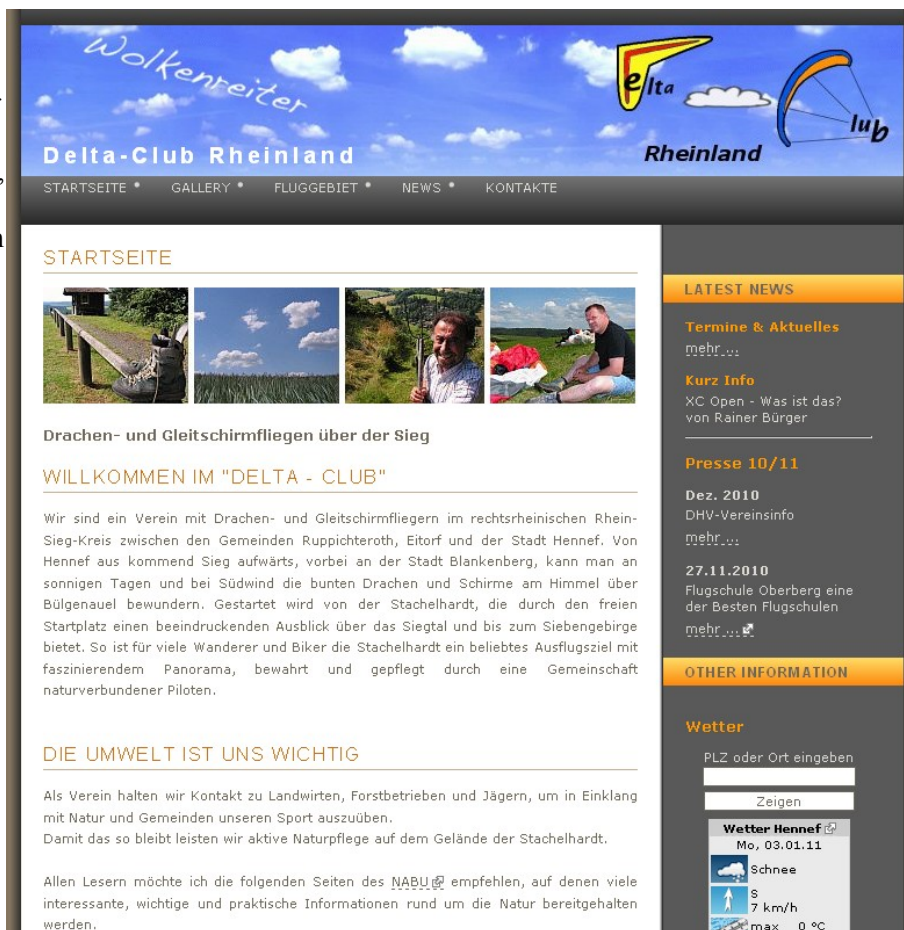 Wolkenreiter
elta
lub
Rheinland
Delta-Club Rheinland
STARTSEITE GALLERY FLUGGEBIET NEWS KONTAKTE
STARTSEITE
Drachen- und Gleitschirmfliegen über der Sieg
WILLKOMMEN IM "DELTA - CLUB"
Wir sind ein Verein mit Drachen- und Gleitschirmfliegern im rechtsrheinischen Rhein-
Sieg-Kreis zwischen den Gemeinden Ruppichteroth, Eitorf und der Stadt Hennef. Von
Hennef aus kommend Sieg aufwärts, vorbei an der Stadt Blankenberg, kann man an
sonnigen Tagen und bei Südwind die bunten Drachen und Schirme am Himmel über
Bülgenauel bewundern. Gestartet wird von der Stachelhardt, die durch den freien
Startplatz einen beeindruckenden Ausblick über das Siegtal und bis zum Siebengebirge
bietet. So ist für viele Wanderer und Biker die Stachelhardt ein beliebtes Ausflugsziel mit
faszinierendem Panorama, bewahrt und gepflegt durch eine Gemeinschaft
naturverbundener Piloten.
DIE UMWELT IST UNS WICHTIG
Als Verein halten wir Kontakt zu Landwirten, Forstbetrieben und Jägern, um in Einklang
mit Natur und Gemeinden unseren Sport auszuüben.
Damit das so bleibt leisten wir aktive Naturpflege auf dem Gelände der Stachelhardt.
Allen Lesern möchte ich die folgenden Seiten des NABU empfehlen, auf denen viele
interessante, wichtige und praktische Informationen rund um die Natur bereitgehalten
werden.
LATEST NEWS
Termine & Aktuelles
mehr ...
Kurz Info
XC Open - Was ist das?
von Rainer Bürger
Presse 10/11
Dez. 2010
DHV-Vereinsinfo
mehr ...
27.11.2010
Flugschule Oberberg eine
der Besten Flugschulen
mehr ...
OTHER INFORMATION
Wetter
PLZ oder Ort eingeben
Zeigen
Wetter Hennef
Mo, 03.01.11
Schnee
S
7 km/h
max 0 °C